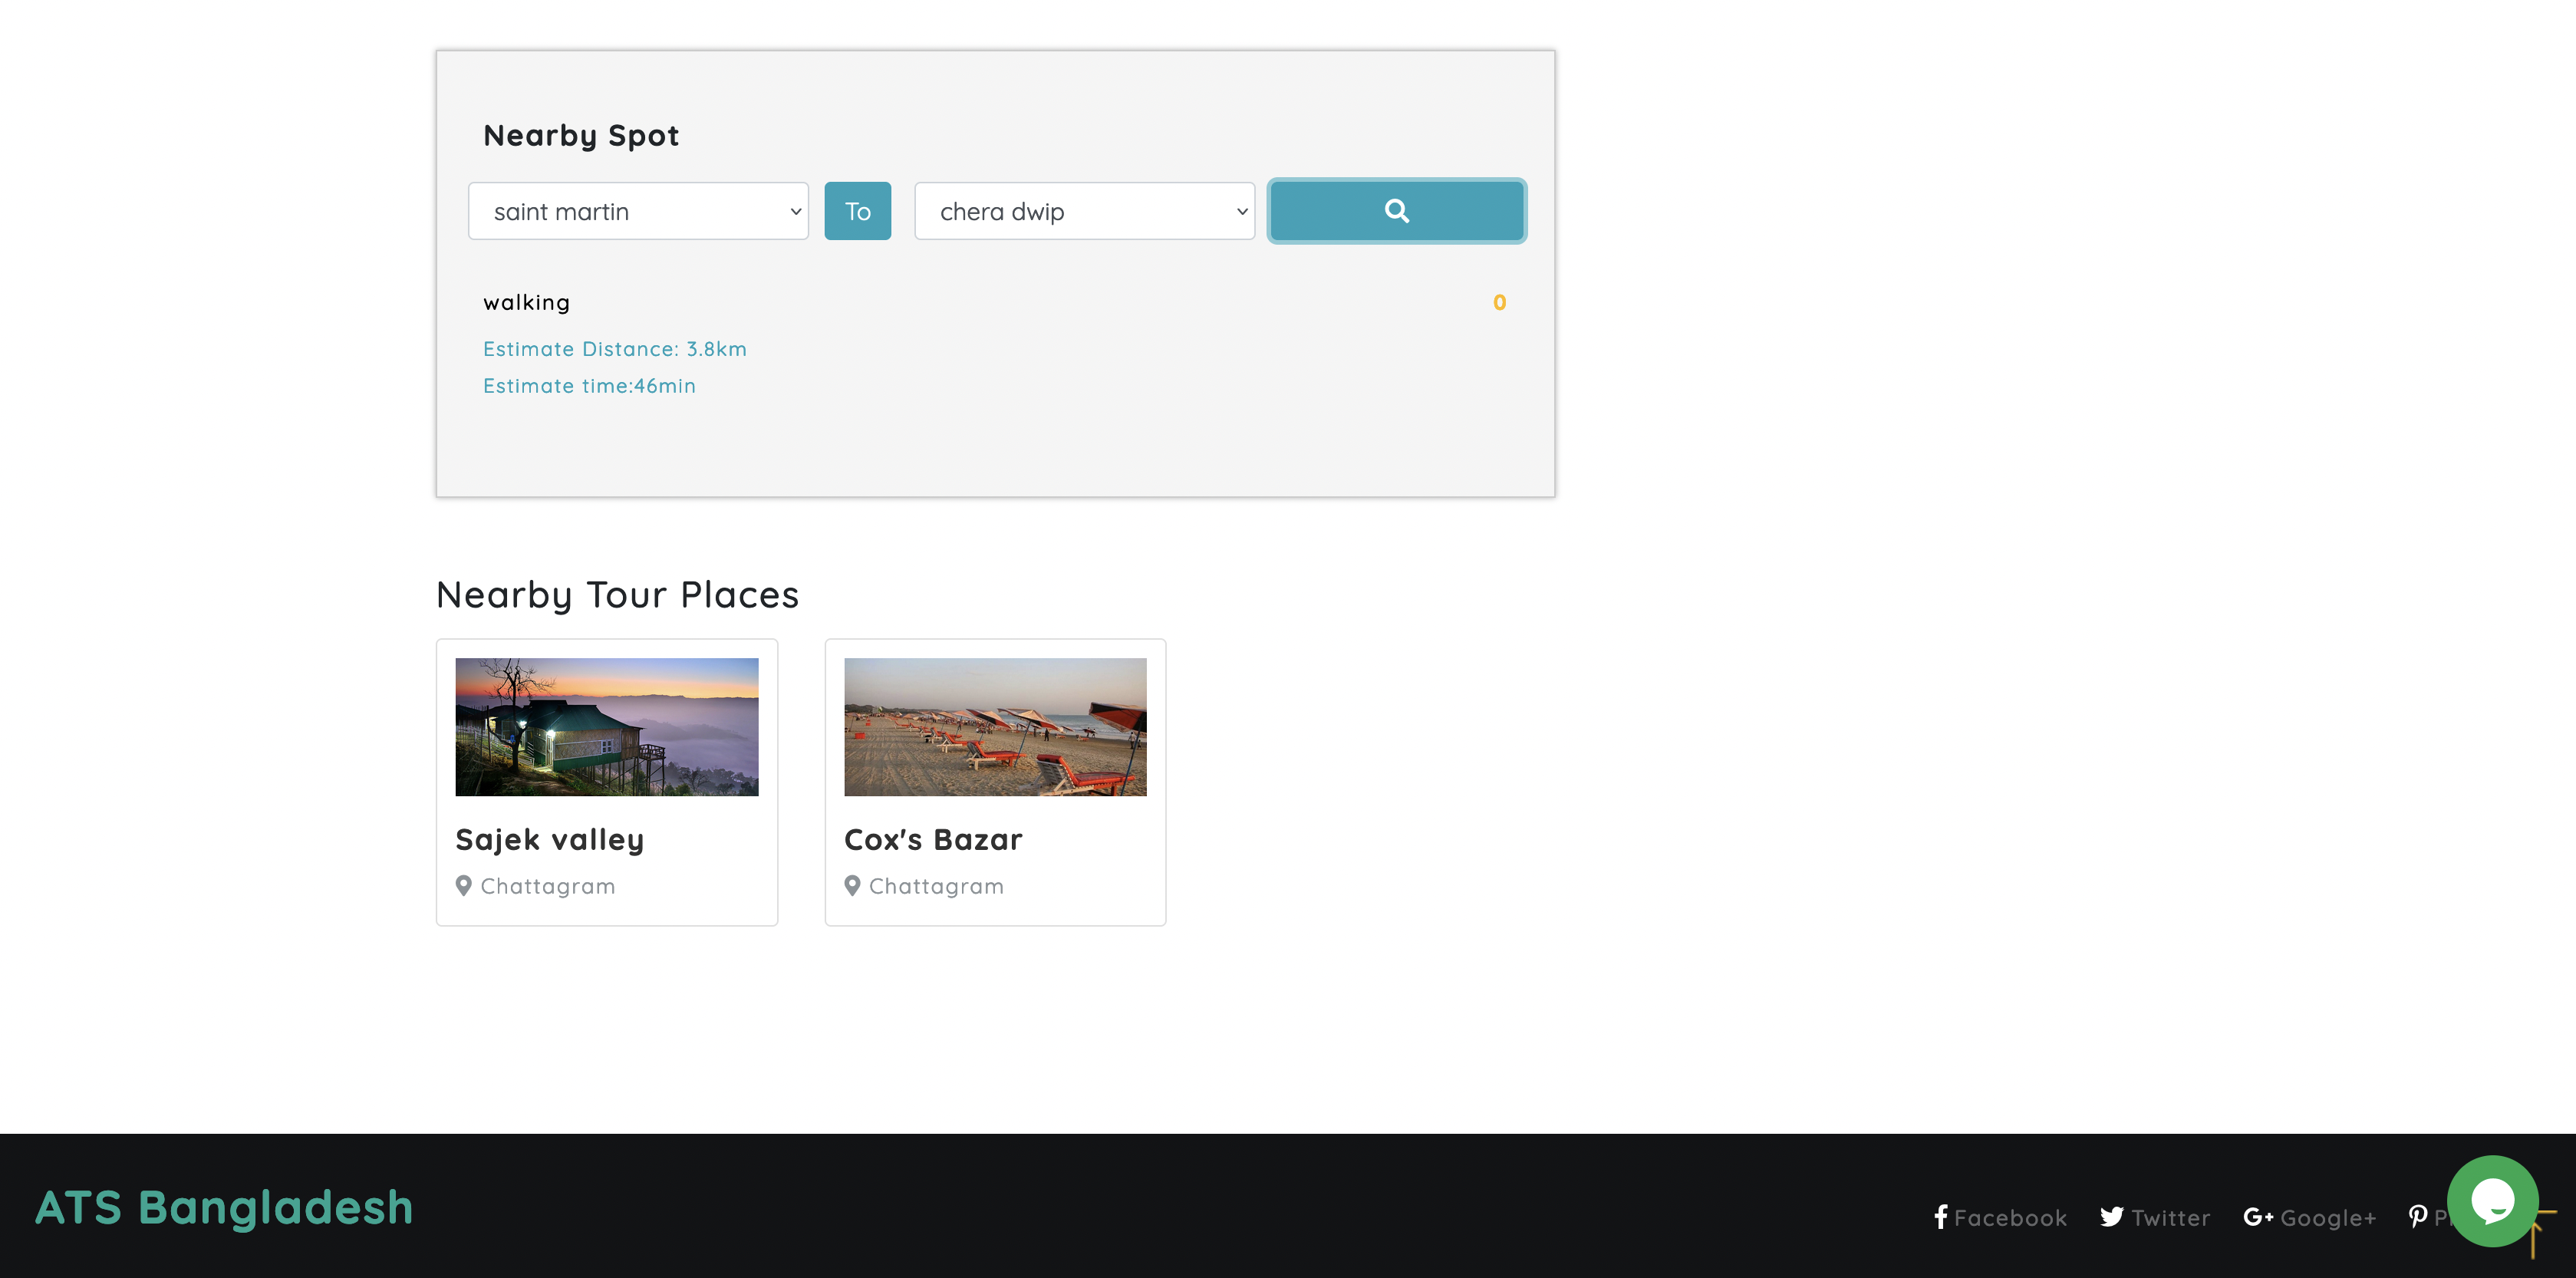 Nearby Spot
saint martin To chera dwip
walking 0
Estimate Distance: 3.8km
Estimate time:46min
Nearby Tour Places
Sajek valley
Chattagram
Cox's Bazar
Chattagram
ATS Bangladesh
Facebook Twitter G+ Google+